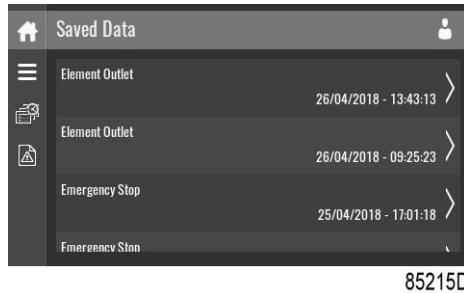 Saved Data
Element Outlet
26/04/2018 - 13:43:13
Element Outlet
26/04/2018 - 09:25:23
Emergency Stop
25/04/2018 - 17:01:18
Emergency Stop
85215D